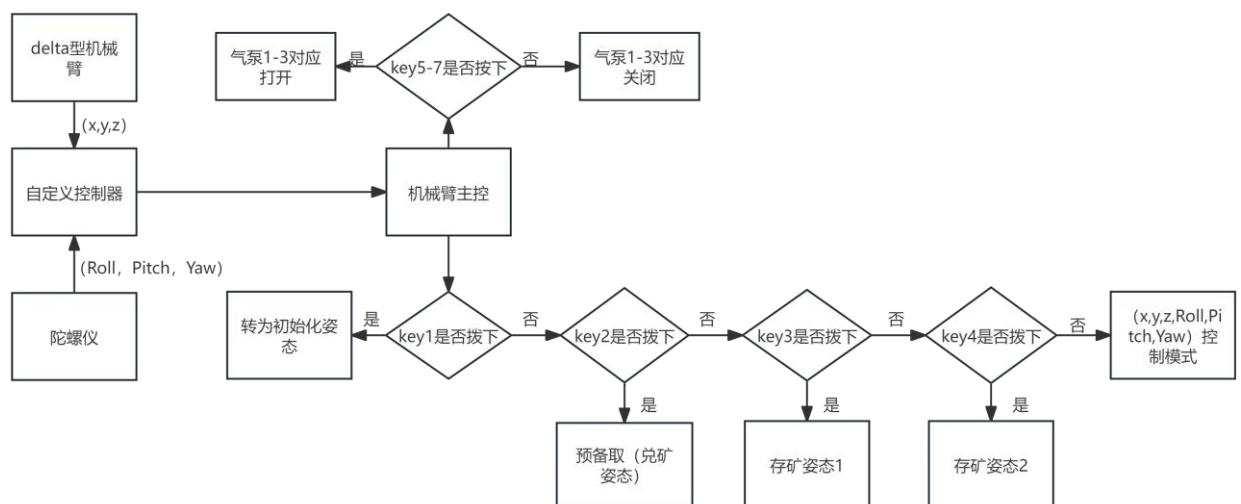 delta型机械
臂
气泵1-3对应
打开
是
key5-7是否按下
否
气泵1-3对应
关闭
(x,y,z)
自定义控制器
机械臂主控
(Roll，Pitch，Yaw)
陀螺仪
转为初始化姿
态
是
key1是否拨下
否
key2是否拨下
否
key3是否拨下
否
key4是否拨下
否
（x,y,z,Roll,Pi
tch,Yaw）控
制模式
是
是
是
预备取（兑矿
姿态）
存矿姿态1
存矿姿态2